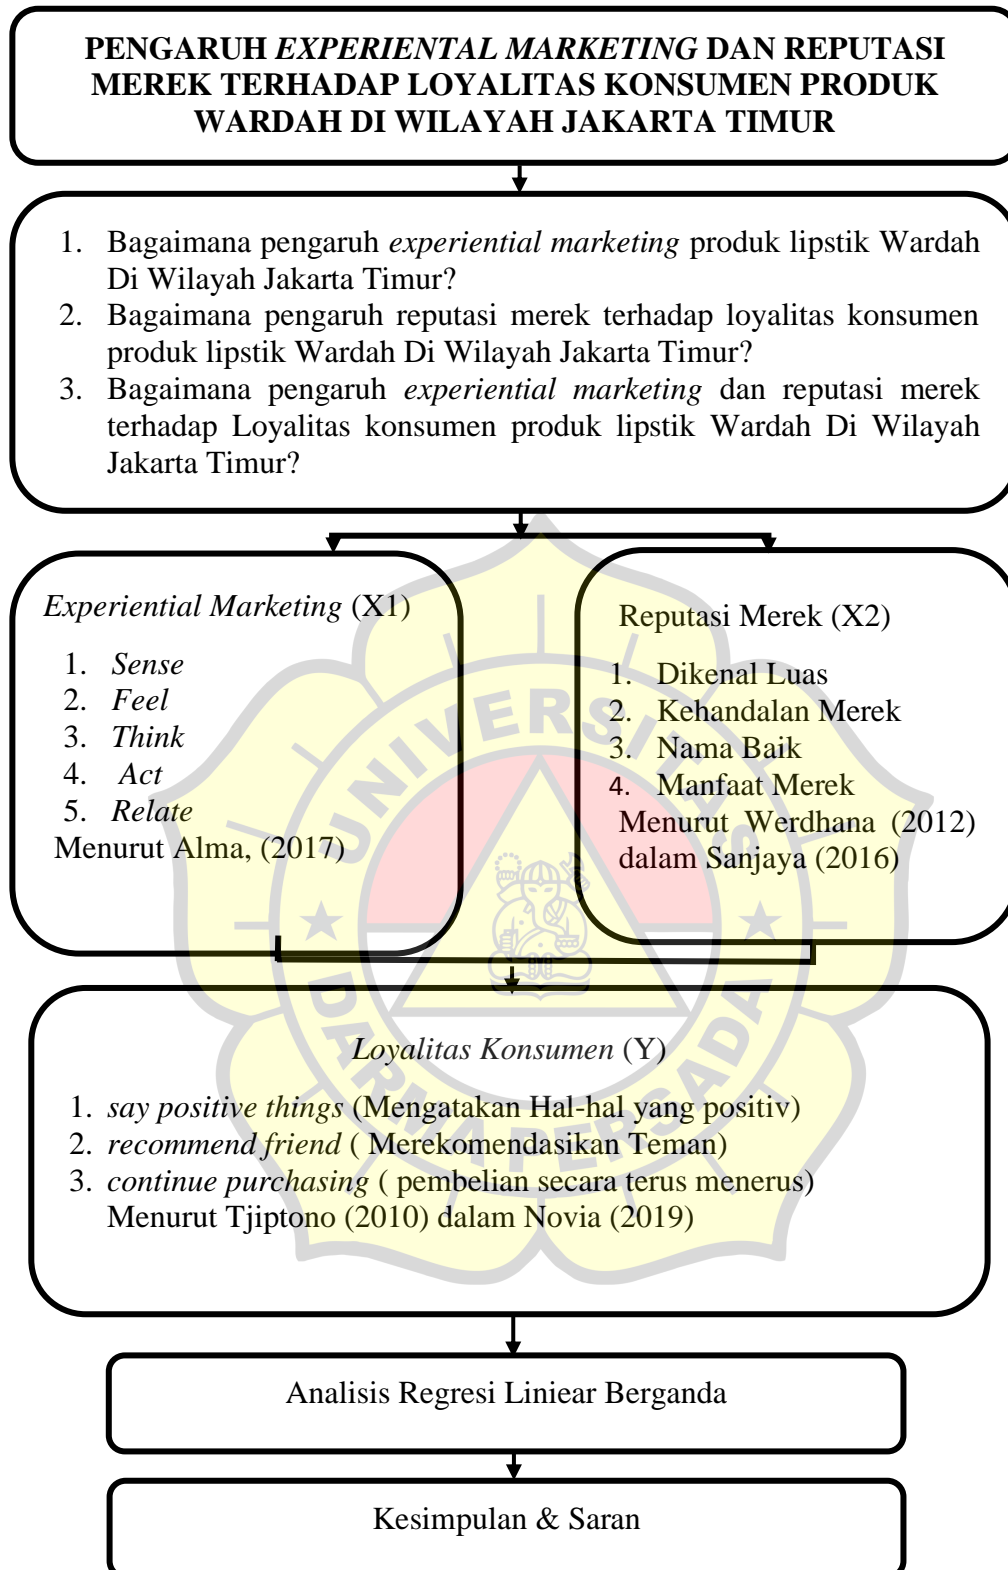 PENGARUH EXPERIENTAL MARKETING DAN REPUTASI
MEREK TERHADAP LOYALITAS KONSUMEN PRODUK
WARDAH DI WILAYAH JAKARTA TIMUR
1. Bagaimana pengaruh experiential marketing produk lipstik Wardah
Di Wilayah Jakarta Timur?
2. Bagaimana pengaruh reputasi merek terhadap loyalitas konsumen
produk lipstik Wardah Di Wilayah Jakarta Timur?
3. Bagaimana pengaruh experiential marketing dan reputasi merek
terhadap Loyalitas konsumen produk lipstik Wardah Di Wilayah
Jakarta Timur?
Experiential Marketing (X1)
1. Sense
2. Feel
3. Think
4. Act
5. Relate
Menurut Alma, (2017)
Reputasi Merek (X2)
1. Dikenal Luas
2. Kehandalan Merek
3. Nama Baik
4. Manfaat Merek
Menurut Werdhana (2012)
dalam Sanjaya (2016)
UNIVERSITAS
DARMA PERSADA
Loyalitas Konsumen (Y)
1. say positive things (Mengatakan Hal-hal yang positiv)
2. recommend friend ( Merekomendasikan Teman)
3. continue purchasing ( pembelian secara terus menerus)
Menurut Tjiptono (2010) dalam Novia (2019)
Analisis Regresi Liniear Berganda
Kesimpulan & Saran